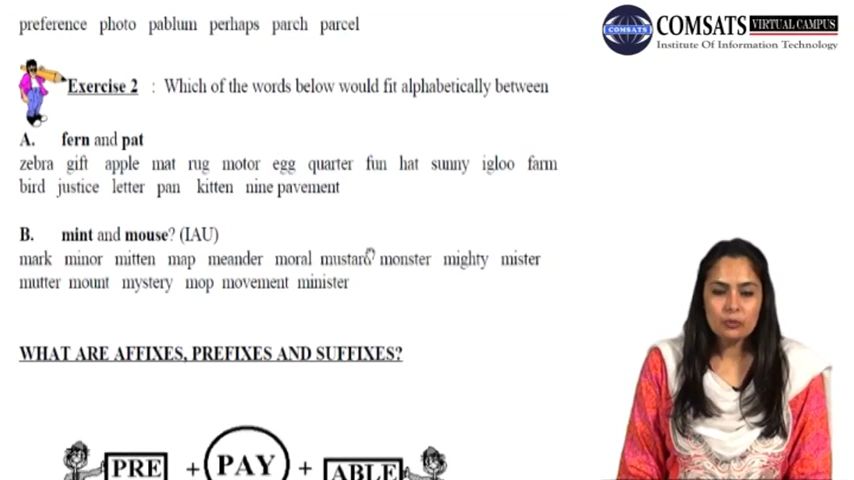 preference photo pablum perhaps parch parcel
COMSATS
COMSATS VIRTUAL CAMPUS
Institute Of Information Technology
Exercise 2 : Which of the words below would fit alphabetically between
A. fern and pat
zebra gift apple mat rug motor egg quarter fun hat sunny igloo farm
bird justice letter pan kitten nine pavement
B. mint and mouse? (IAU)
mark minor mitten map meander moral mustard monster mighty mister
mutter mount mystery mop movement minister
WHAT ARE AFFIXES, PREFIXES AND SUFFIXES?
PRE + PAY + ABLE